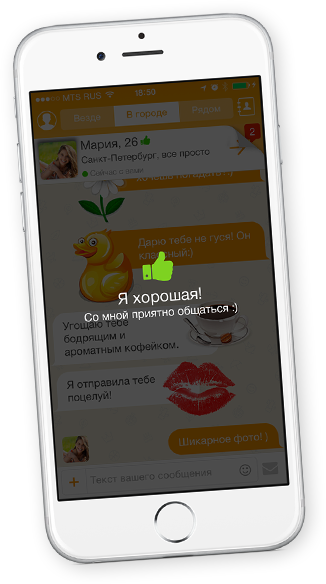 MTS RUS 18:50
Везде В городе Рядом
Мария, 26 2
Санкт-Петербург, все просто
Сейчас с вами
Дарю тебе не гуся! Он
классный:)
Я хорошая!
Со мной приятно общаться :)
Угощаю тебе
бодрящим и
ароматным кофейком.
Я отправила тебе
поцелуй!
Шикарное фото! )
+ Текст вашего сообщения